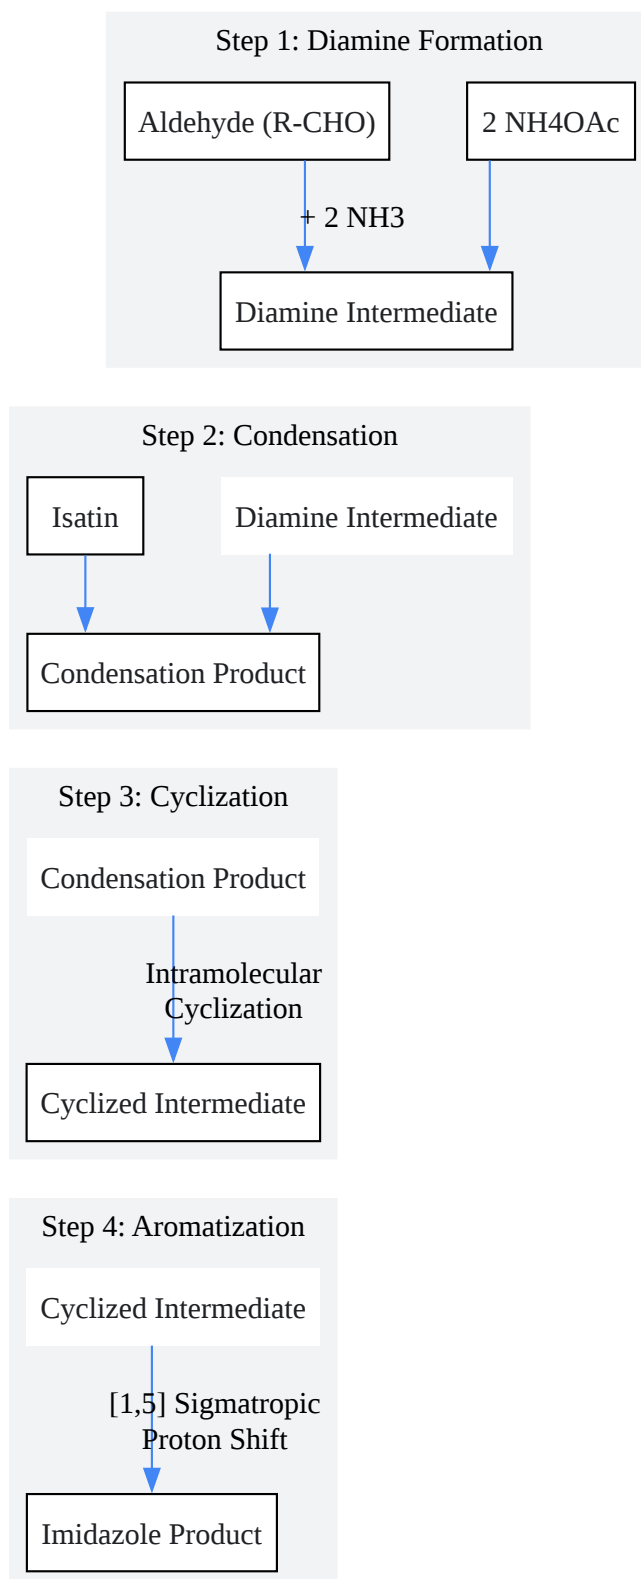 Step 1: Diamine Formation
Aldehyde (R-CHO)
2 NH4OAc
+ 2 NH3
Diamine Intermediate
Step 2: Condensation
Isatin
Diamine Intermediate
Condensation Product
Step 3: Cyclization
Condensation Product
Intramolecular
Cyclization
Cyclized Intermediate
Step 4: Aromatization
Cyclized Intermediate
[1,5] Sigmatropic
Proton Shift
Imidazole Product